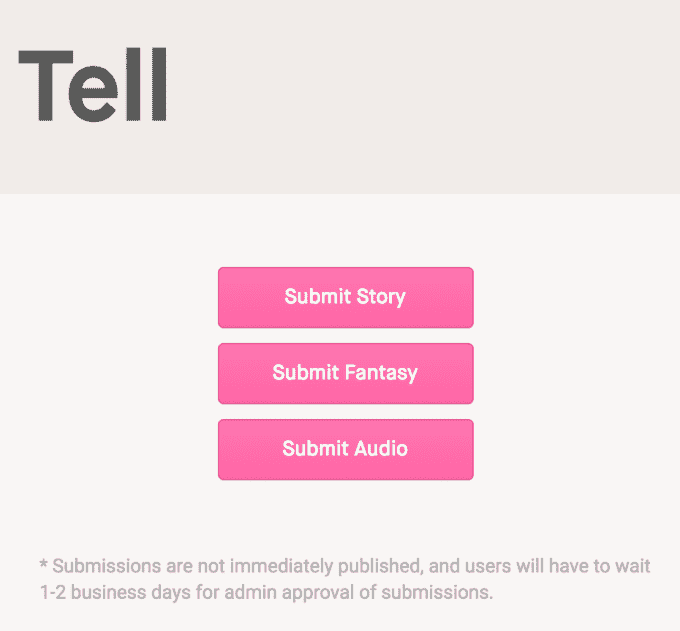 Tell
Submit Story
Submit Fantasy
Submit Audio
* Submissions are not immediately published, and users will have to wait
1-2 business days for admin approval of submissions.